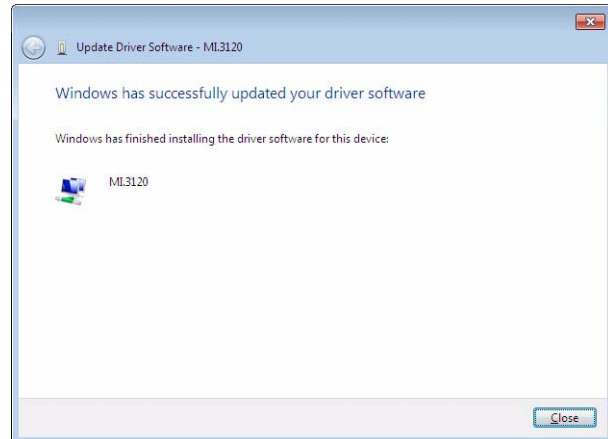 Update Driver Software - MI.3120
Windows has successfully updated your driver software
Windows has finished installing the driver software for this device:
MI.3120
Close